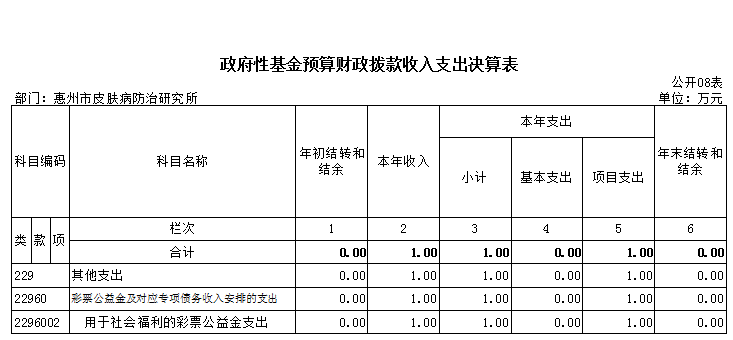 政府性基金预算财政拨款收入支出决算表
公开08表
部门：惠州市皮肤病防治研究所 单位：万元
科目编码 科目名称 年初结转和结余 本年收入 本年支出 年末结转和结余
小计 基本支出 项目支出
类 款 项 栏次 1 2 3 4 5 6
合计 0.00 1.00 1.00 0.00 1.00 0.00
229 其他支出 0.00 1.00 1.00 0.00 1.00 0.00
22960 彩票公益金及对应专项债务收入安排的支出 0.00 1.00 1.00 0.00 1.00 0.00
2296002 用于社会福利的彩票公益金支出 0.00 1.00 1.00 0.00 1.00 0.00